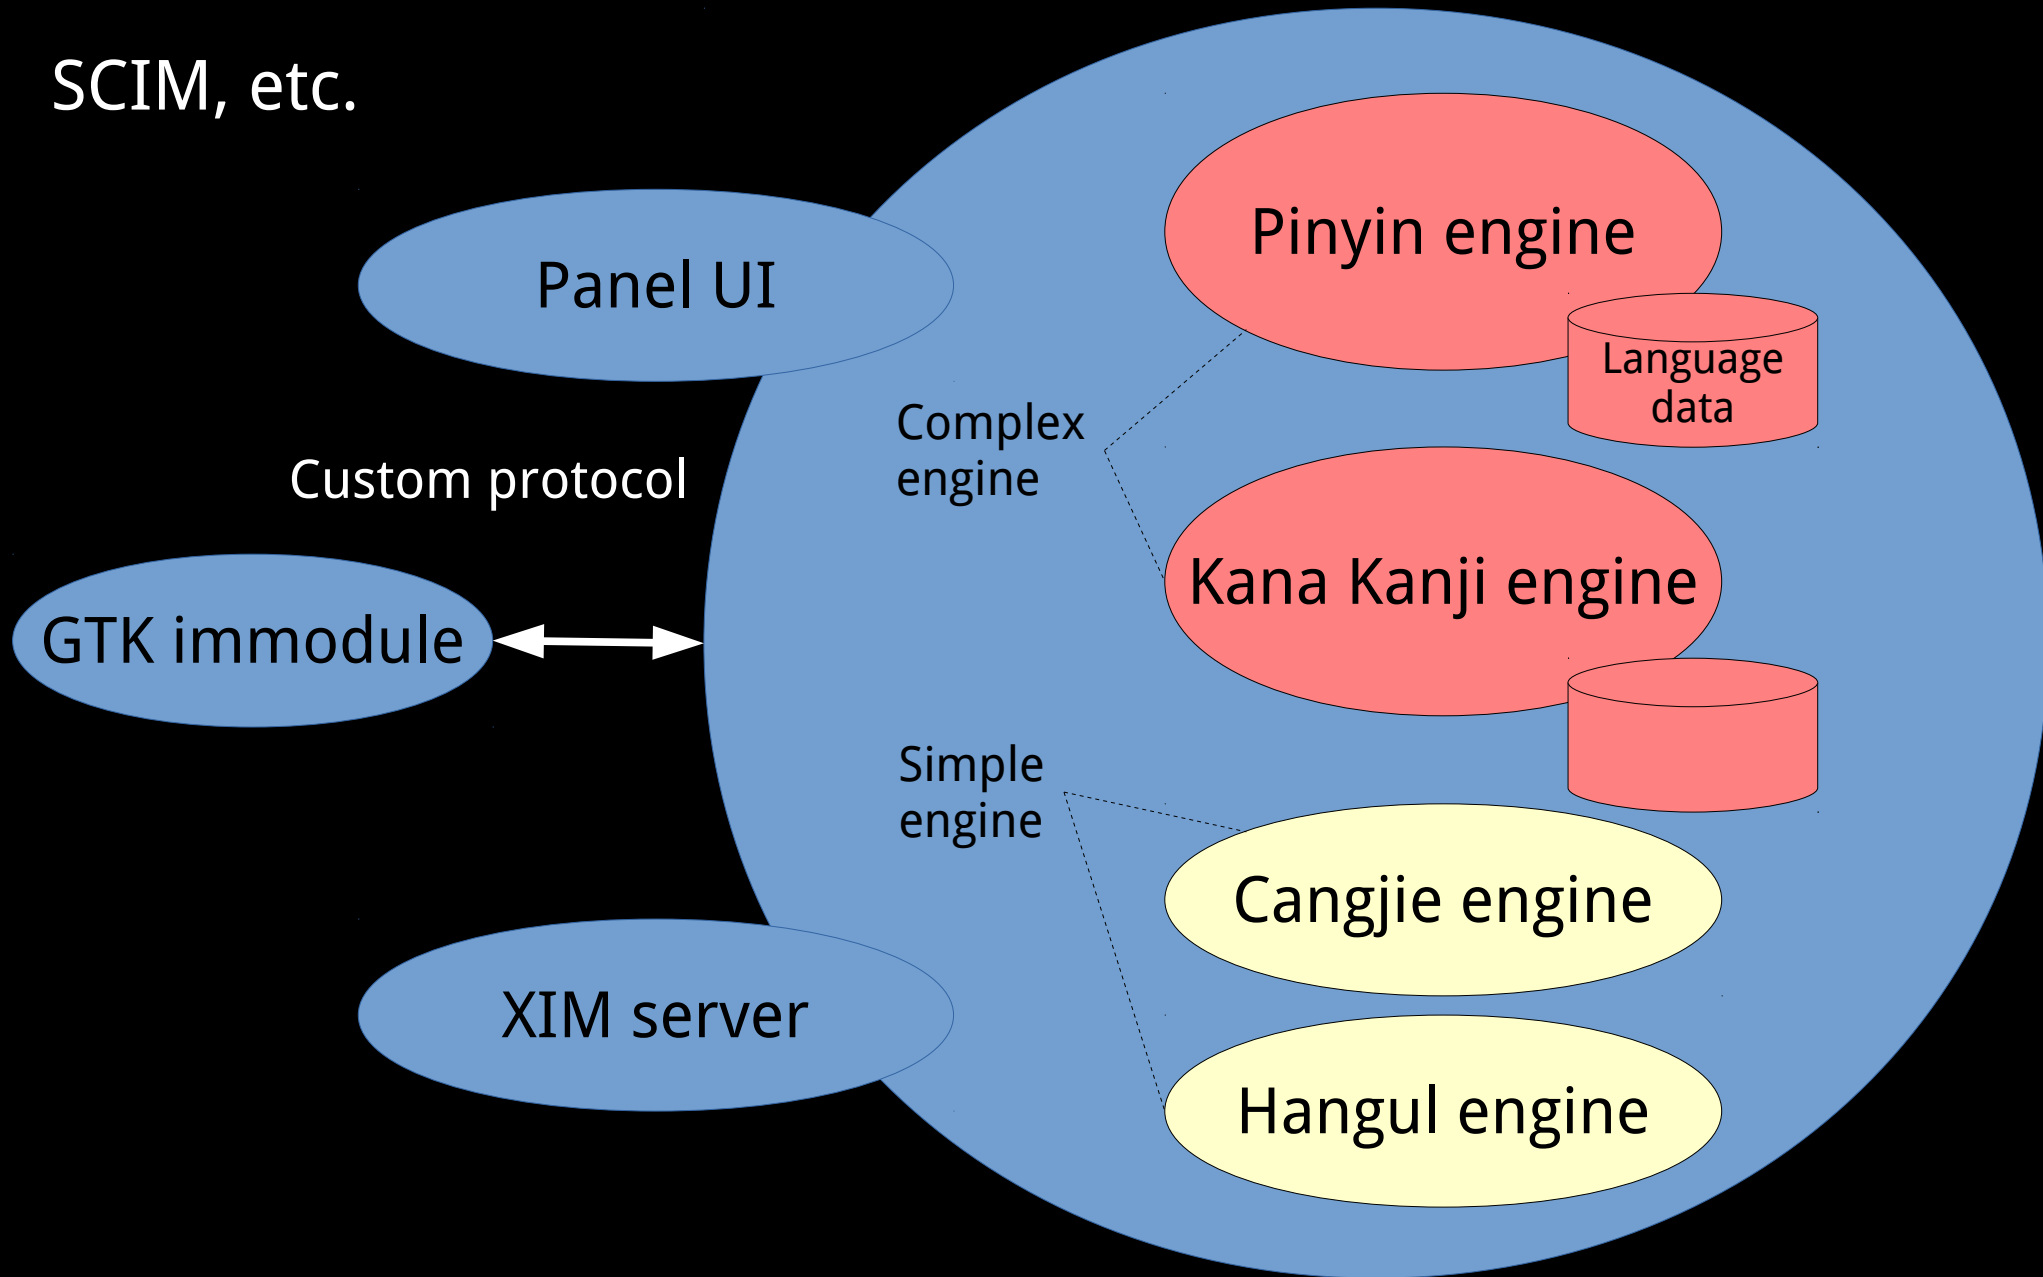 SCIM, etc.
Pinyin engine
Panel UI
Language
data
Complex
engine
Custom protocol
Kana Kanji engine
GTK immodule
Simple
engine
Cangjie engine
XIM server
Hangul engine